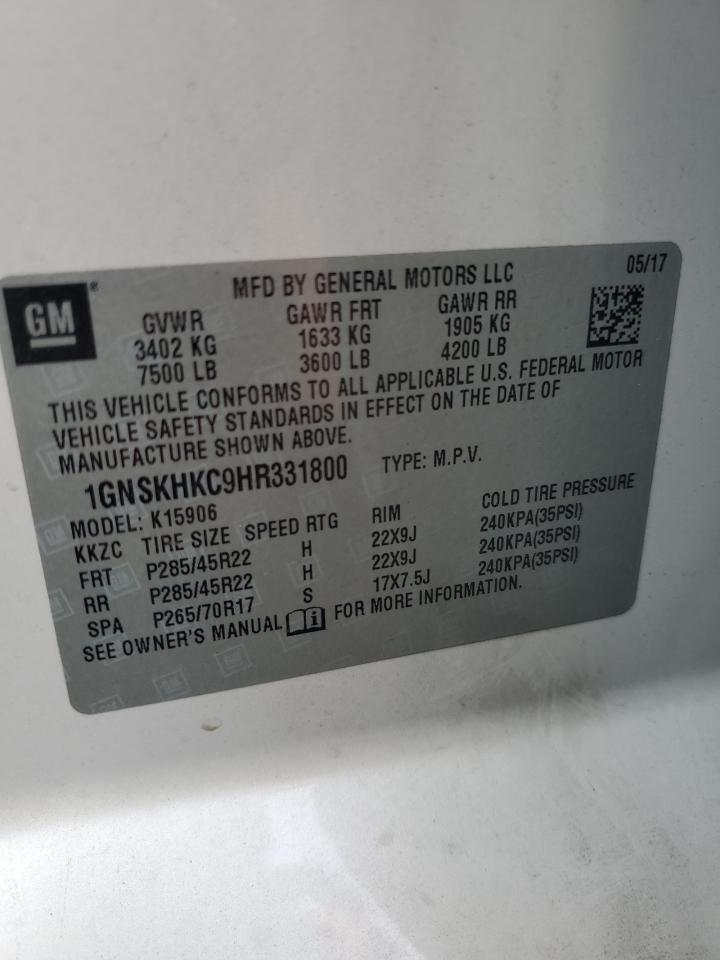 GM®
MFD BY GENERAL MOTORS LLC 05/17
GVWR GAWR FRT GAWR RR
3402 KG 1633 KG 1905 KG
7500 LB 3600 LB 4200 LB
THIS VEHICLE CONFORMS TO ALL APPLICABLE U.S. FEDERAL MOTOR
VEHICLE SAFETY STANDARDS IN EFFECT ON THE DATE OF
MANUFACTURE SHOWN ABOVE.
1GNSKHKC9HR331800 TYPE: M.P.V.
MODEL: K15906
KKZC TIRE SIZE SPEED RTG RIM COLD TIRE PRESSURE
FRT P285/45R22 H 22X9J 240KPA(35PSI)
RR P285/45R22 H 22X9J 240KPA(35PSI)
SPA P265/70R17 S 17X7.5J 240KPA(35PSI)
SEE OWNER'S MANUAL FOR MORE INFORMATION.